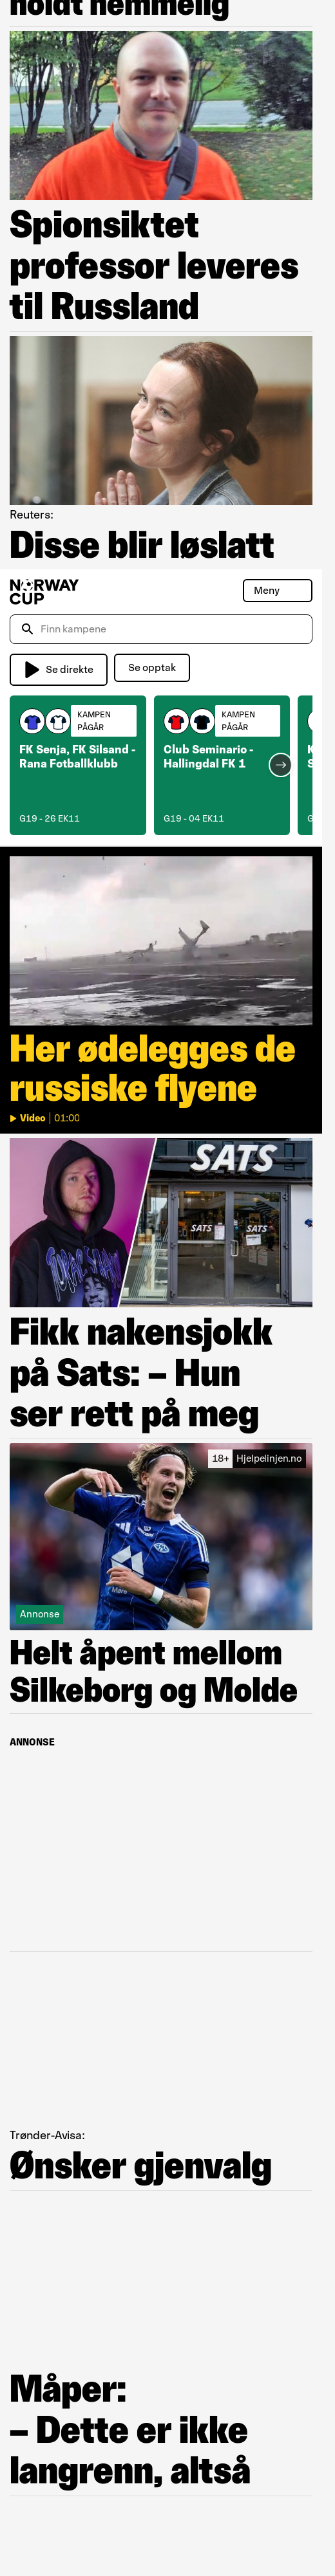 holdt hemmelig
Spionsiktet
professor leveres
til Russland
Reuters:
Disse blir løslatt
NORWAY
CUP
Meny
Finn kampene
Se direkte
Se opptak
KAMPEN
PÅGÅR
FK Senja, FK Silsand -
Rana Fotballklubb
G19 - 26 EK11
KAMPEN
PÅGÅR
Club Seminario -
Hallingdal FK 1
G19 - 04 EK11
Her ødelegges de
russiske flyene
Video | 01:00
SATS
SATS
SATS
Fikk nakensjokk
på Sats: – Hun
ser rett på meg
18+ Hjelpelinjen.no
Møre
Annonse
Helt åpent mellom
Silkeborg og Molde
ANNONSE
Trønder-Avisa:
Ønsker gjenvalg
Måper:
– Dette er ikke
langrenn, altså